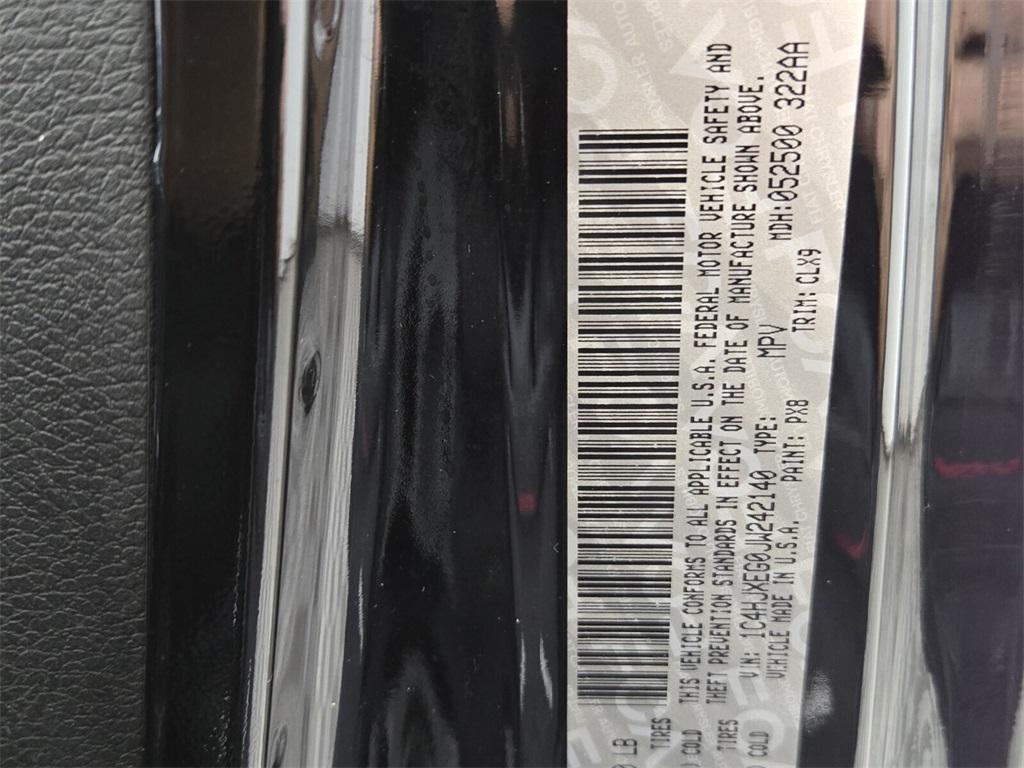 LB
TIRES
COLD
TIRES
COLD
THIS VEHICLE CONFORMS TO ALL APPLICABLE U.S.A. FEDERAL MOTOR VEHICLE SAFETY AND
THEFT PREVENTION STANDARDS IN EFFECT ON THE DATE OF MANUFACTURE SHOWN ABOVE.
VIN: 1C4HJXEG0JW242140 TYPE: MPV MDH:052500 322AA
VEHICLE MADE IN U.S.A. PAINT: PX8 TRIM: CLX9